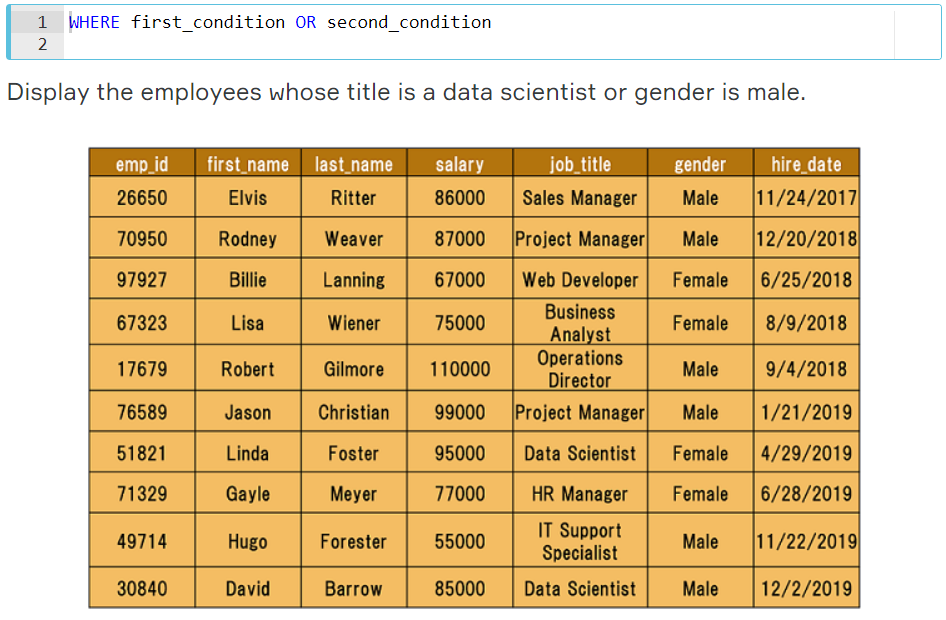 1 WHERE first_condition OR second_condition
2
Display the employees whose title is a data scientist or gender is male.
emp_id first_name last_name salary job_title gender hire_date
26650 Elvis Ritter 86000 Sales Manager Male 11/24/2017
70950 Rodney Weaver 87000 Project Manager Male 12/20/2018
97927 Billie Lanning 67000 Web Developer Female 6/25/2018
67323 Lisa Wiener 75000 Business Analyst Female 8/9/2018
17679 Robert Gilmore 110000 Operations Director Male 9/4/2018
76589 Jason Christian 99000 Project Manager Male 1/21/2019
51821 Linda Foster 95000 Data Scientist Female 4/29/2019
71329 Gayle Meyer 77000 HR Manager Female 6/28/2019
49714 Hugo Forester 55000 IT Support Specialist Male 11/22/2019
30840 David Barrow 85000 Data Scientist Male 12/2/2019